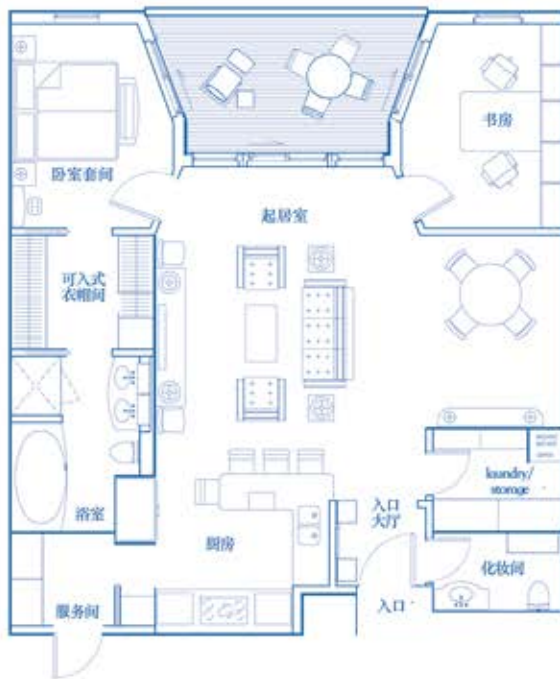 书房
卧室套间
起居室
可入式
衣帽间
laundry/
storage
入口
大厅
浴室
厨房
化妆间
服务间
入口